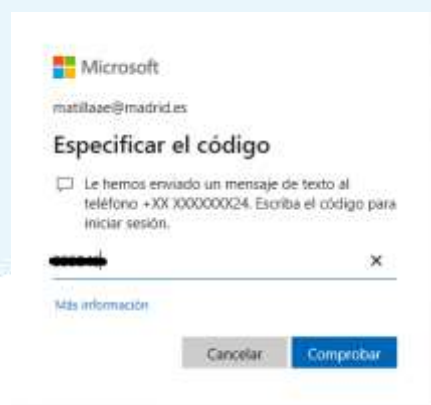 Microsoft
matillaae@madrid.es
Especificar el código
Le hemos enviado un mensaje de texto al
teléfono +XX XXXXXXX24. Escriba el código para
iniciar sesión.
Más información
Cancelar
Comprobar